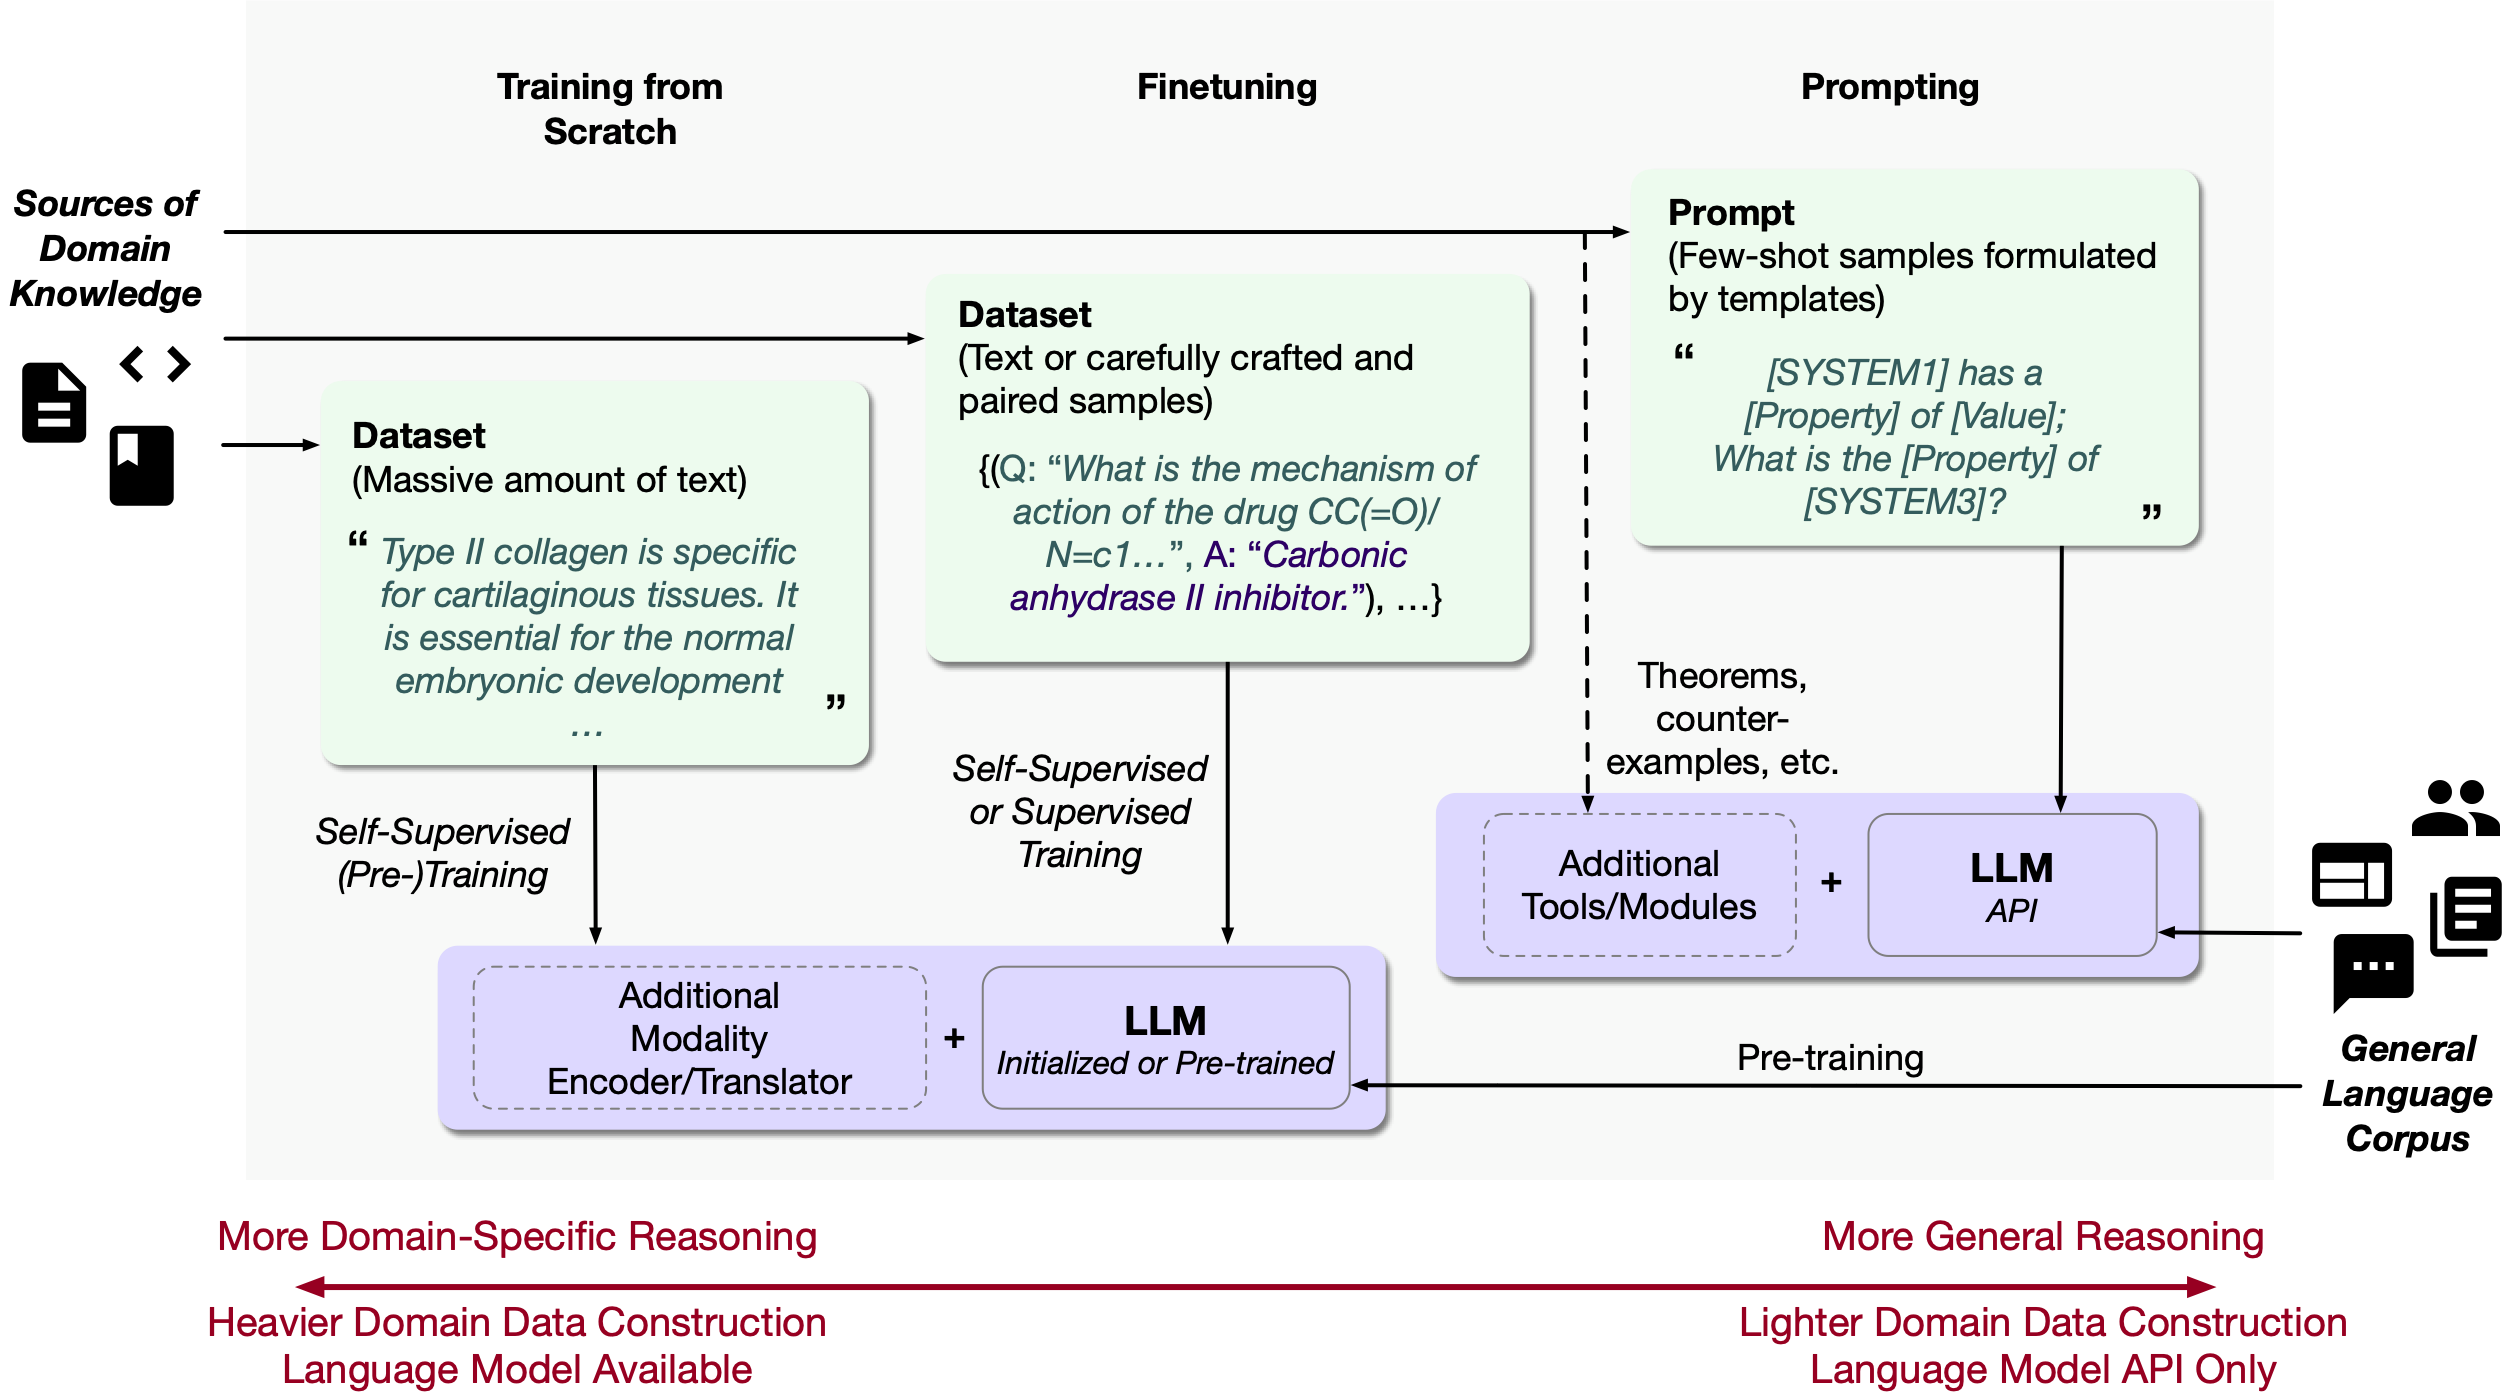 Training from
Scratch
Finetuning
Prompting
Sources of
Domain
Knowledge
Prompt
(Few-shot samples formulated
by templates)
“ [SYSTEM1] has a
[Property] of [Value];
What is the [Property] of
[SYSTEM3]? ”
Dataset
(Text or carefully crafted and
paired samples)
{(Q: “What is the mechanism of
action of the drug CC(=O)/
N=c1…”, A: “Carbonic
anhydrase II inhibitor.”), …}
Dataset
(Massive amount of text)
“ Type II collagen is specific
for cartilaginous tissues. It
is essential for the normal
embryonic development ”
…
Self-Supervised
(Pre-)Training
Self-Supervised
or Supervised
Training
Theorems,
counter-
examples, etc.
Additional
Tools/Modules
+
LLM
API
Additional
Modality
Encoder/Translator
+
LLM
Initialized or Pre-trained
Pre-training
General
Language
Corpus
More Domain-Specific Reasoning
More General Reasoning
Heavier Domain Data Construction
Language Model Available
Lighter Domain Data Construction
Language Model API Only